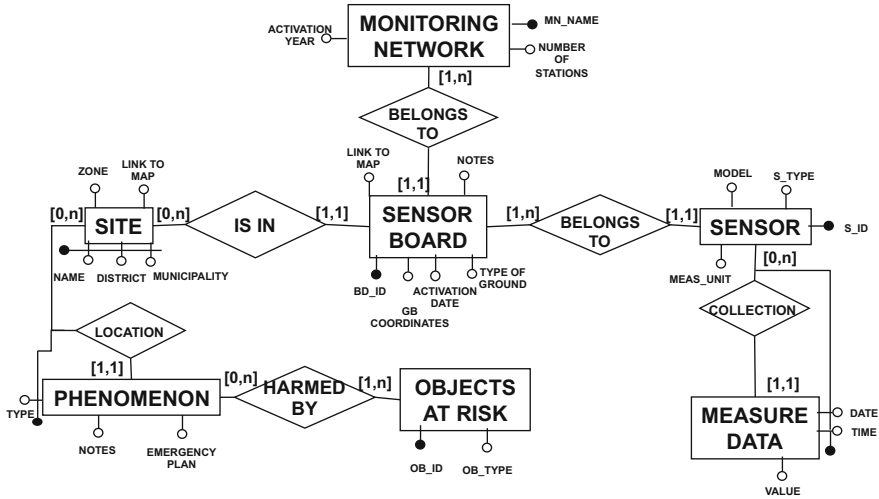 ACTIVATION
YEAR
MONITORING
NETWORK
MN_NAME
NUMBER
OF
STATIONS
[1,n]
BELONGS
TO
LINK TO
MAP
NOTES
[1,1]
ZONE
LINK TO
MAP
[0,n]
SITE
[0,n]
IS IN
[1,1]
SENSOR
BOARD
[1,n]
BELONGS
TO
[1,1]
MODEL
S_TYPE
SENSOR
S_ID
NAME
DISTRICT
MUNICIPALITY
BD_ID
GB
COORDINATES
ACTIVATION
DATE
TYPE OF
GROUND
MEAS_UNIT
[0,n]
COLLECTION
LOCATION
[1,1]
TYPE
PHENOMENON
[0,n]
HARMED
BY
[1,n]
OBJECTS
AT RISK
NOTES
EMERGENCY
PLAN
OB_ID
OB_TYPE
[1,1]
MEASURE
DATA
DATE
TIME
VALUE